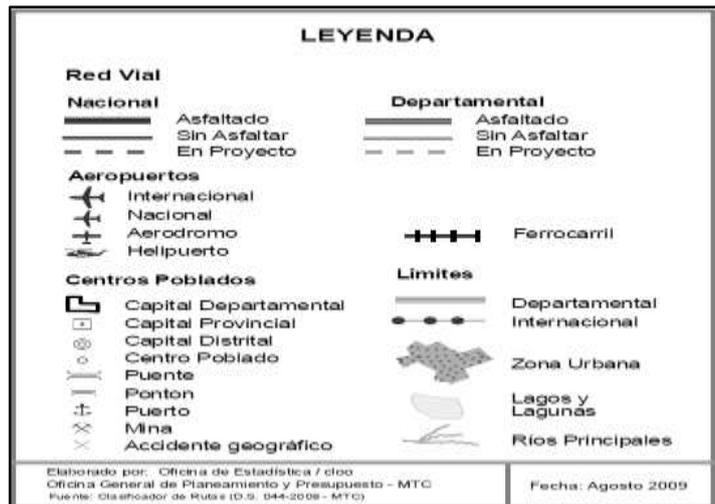 LEYENDA
Red Vial
Nacional
Asfaltado
Sin Asfaltar
En Proyecto
Departamental
Asfaltado
Sin Asfaltar
En Proyecto
Aeropuertos
Internacional
Nacional
Aerodromo
Helipuerto
Ferrocarril
Centros Poblados
Capital Departamental
Capital Provincial
Capital Distrital
Centro Poblado
Puente
Ponton
Puerto
Mina
Accidente geográfico
Limites
Departamental
Internacional
Zona Urbana
Lagos y
Lagunas
Ríos Principales
Elaborado por: Oficina de Estadística / cloo
Oficina General de Planeamiento y Presupuesto - MTC
Fuente: Clasificador de Rutas (D.S. 044-2008 - MTC)
Fecha: Agosto 2009